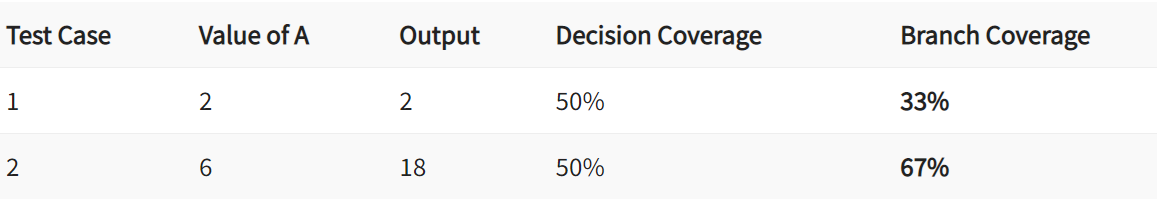 Test Case Value of A Output Decision Coverage Branch Coverage
1 2 2 50% 33%
2 6 18 50% 67%